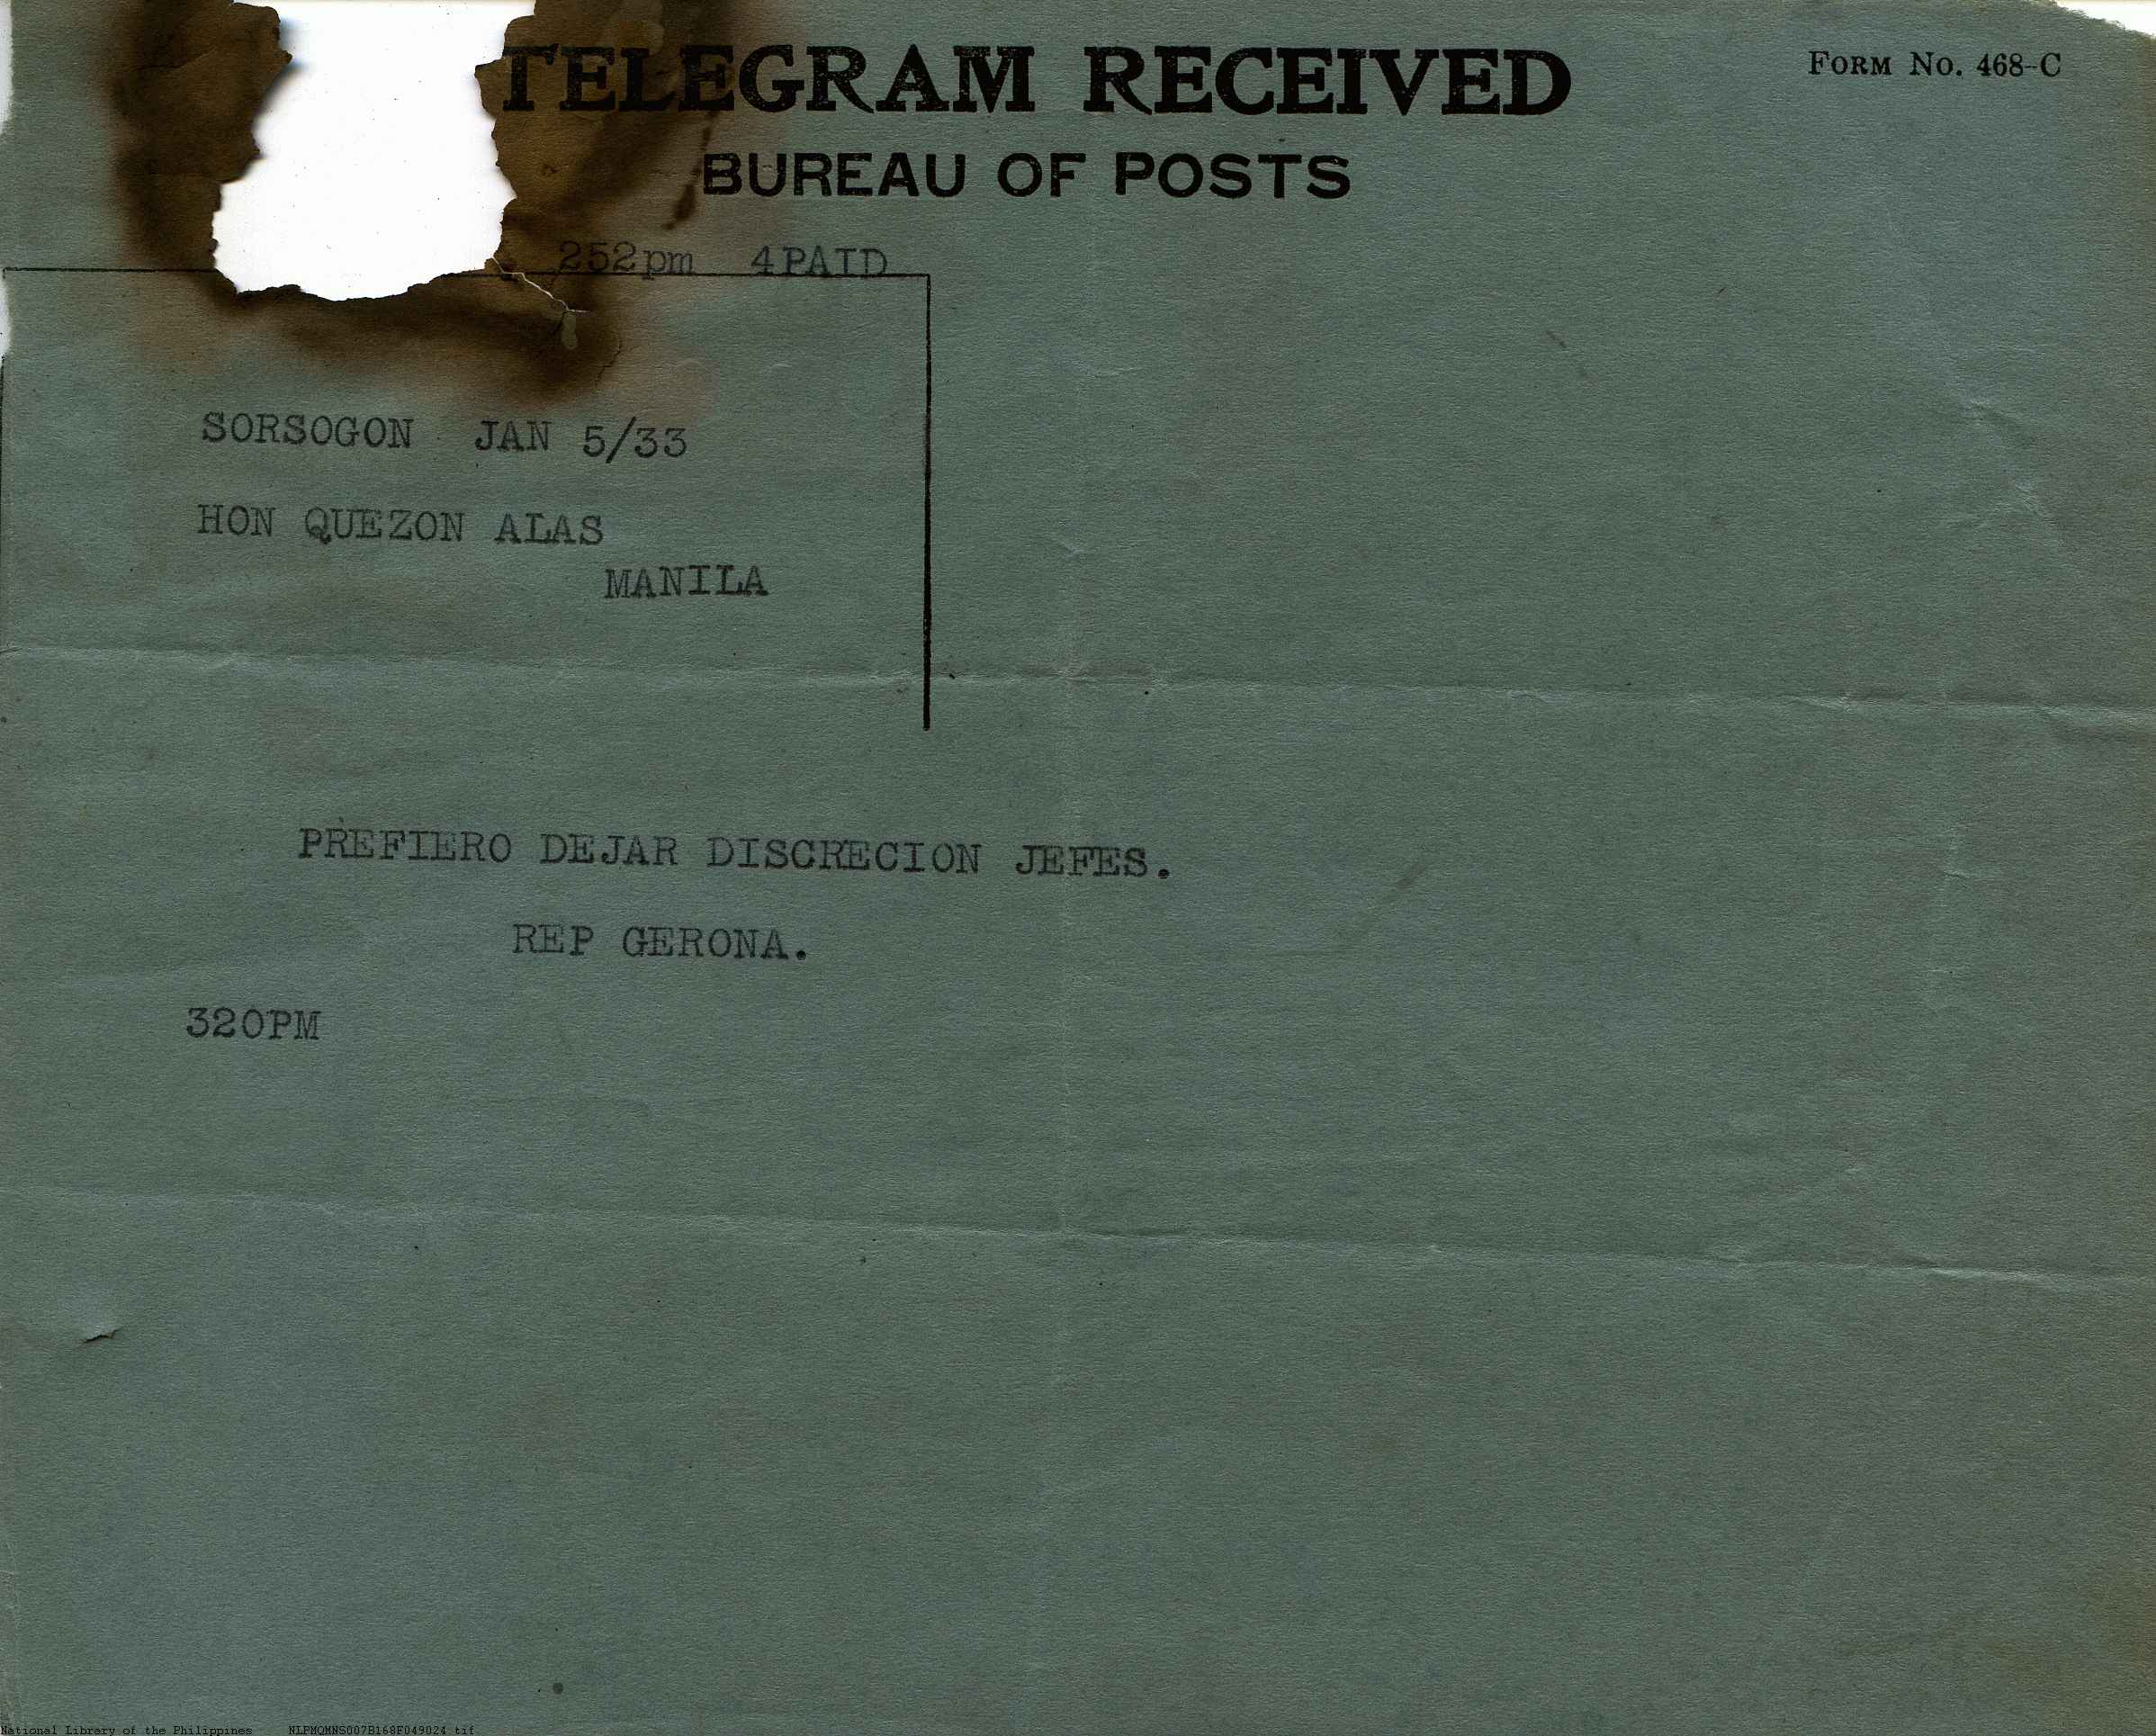 TELEGRAM RECEIVED
FORM NO. 468-C
BUREAU OF POSTS
252pm 4PAID
SORSOGON JAN 5/33
HON QUEZON ALAS
MANILA
PREFIERO DEJAR DISCRECION JEFES.
REP GERONA.
320PM
National Library of the Philippines NLPMQMNS007B168F049024.tif